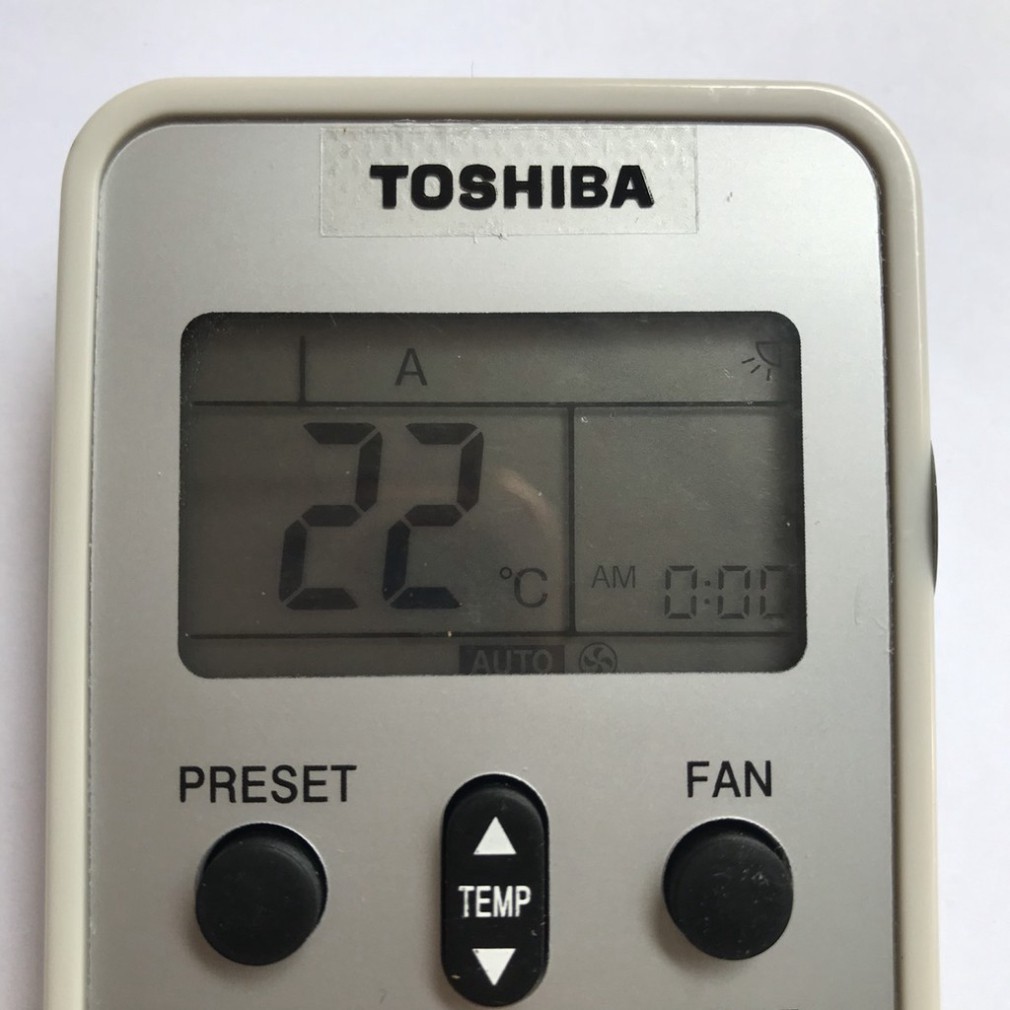 TOSHIBA
A
22 °C
AM 0:00
AUTO
PRESET
FAN
TEMP